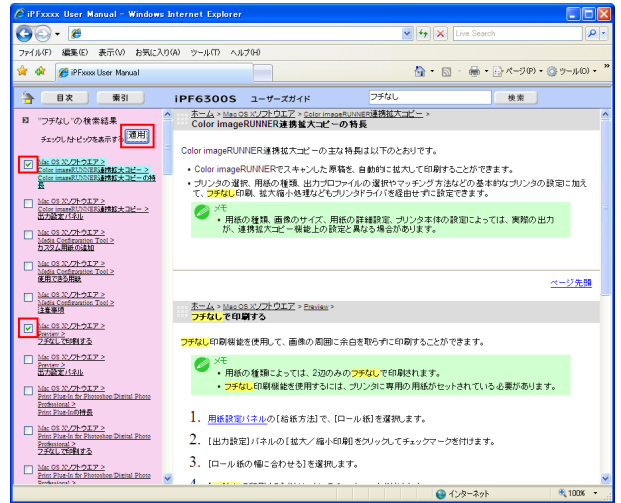 iPFxxxx User Manual - Windows Internet Explorer
Live Search
ファイル(F) 編集(E) 表示(V) お気に入り(A) ツール(T) ヘルプ(H)
iPFxxxx User Manual
ページ(P) ツール(O)
目次 索引 iPF6300S ユーザーズガイド フチなし 検索
"フチなし"の検索結果
チェックしたトピックを表示する 適用
Mac OS Xソフトウエア >
Color imageRUNNER連携拡大コピー >
Color imageRUNNER連携拡大コピーの特
長
Mac OS Xソフトウエア >
Color imageRUNNER連携拡大コピー >
出力設定パネル
Mac OS Xソフトウエア >
Media Configuration Tool >
カスタム用紙の追加
Mac OS Xソフトウエア >
Media Configuration Tool >
使用できる用紙
Mac OS Xソフトウエア >
Media Configuration Tool >
注意事項
Mac OS Xソフトウエア >
Preview >
フチなしで印刷する
Mac OS Xソフトウエア >
Preview >
出力設定パネル
Mac OS Xソフトウエア >
Print Plug-In for Photoshop/Digital Photo
Professional >
Print Plug-Inの特長
Mac OS Xソフトウエア >
Print Plug-In for Photoshop/Digital Photo
Professional >
フチなしで印刷する
Mac OS Xソフトウエア >
Print Plug-In for Photoshop/Digital Photo
Professional >
ホーム > Mac OS Xソフトウエア > Color imageRUNNER連携拡大コピー >
Color imageRUNNER連携拡大コピーの特長
Color imageRUNNER連携拡大コピーの主な特長は以下のとおりです。
• Color imageRUNNERでスキャンした原稿を、自動的に拡大して印刷することができます。
• プリンタの選択、用紙の種類、出力プロファイルの選択やマッチング方法などの基本的なプリンタの設定に加え
て、フチなし印刷、拡大縮小処理などもプリンタドライバを経由せずに設定できます。
メモ
• 用紙の種類、画像のサイズ、用紙の詳細設定、プリンタ本体の設定によっては、実際の出力
が、連携拡大コピー機能上の設定と異なる場合があります。
ページ先頭
ホーム > Mac OS Xソフトウエア > Preview >
フチなしで印刷する
フチなし印刷機能を使用して、画像の周囲に余白を取らずに印刷することができます。
メモ
• 用紙の種類によっては、2辺のみのフチなしで印刷されます。
• フチなし印刷機能を使用するには、プリンタに専用の用紙がセットされている必要があります。
1. 用紙設定パネルの[給紙方法]で、[ロール紙]を選択します。
2. [出力設定]パネルの[拡大／縮小印刷]をクリックしてチェックマークを付けます。
3. [ロール紙の幅に合わせる]を選択します。
インターネット 100%